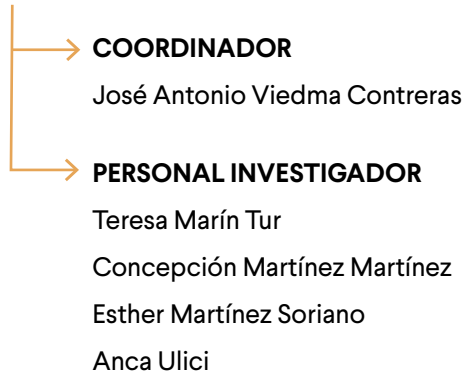 COORDINADOR
José Antonio Viedma Contreras
PERSONAL INVESTIGADOR
Teresa Marín Tur
Concepción Martínez Martínez
Esther Martínez Soriano
Anca Ulici